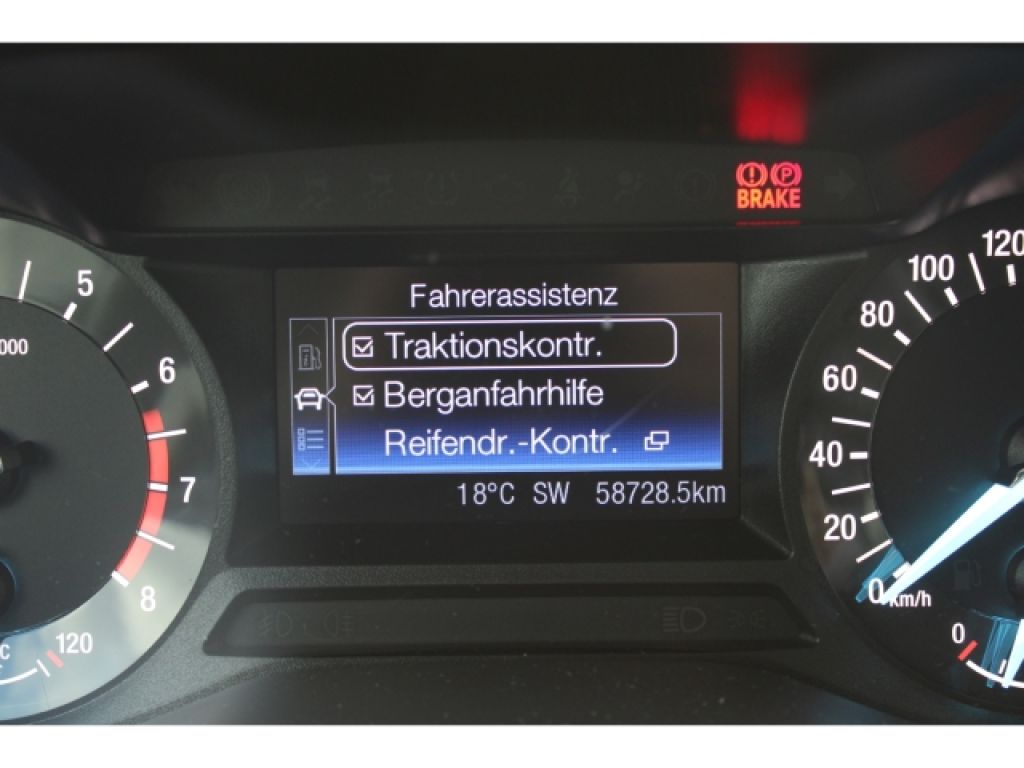 P
BRAKE
5
6
7
8
000
120
C
Fahrerassistenz
Traktionskontr.
Berganfahrhilfe
Reifendr.-Kontr.
18°C SW 58728.5km
120
100
80
60
40
20
0
km/h
0